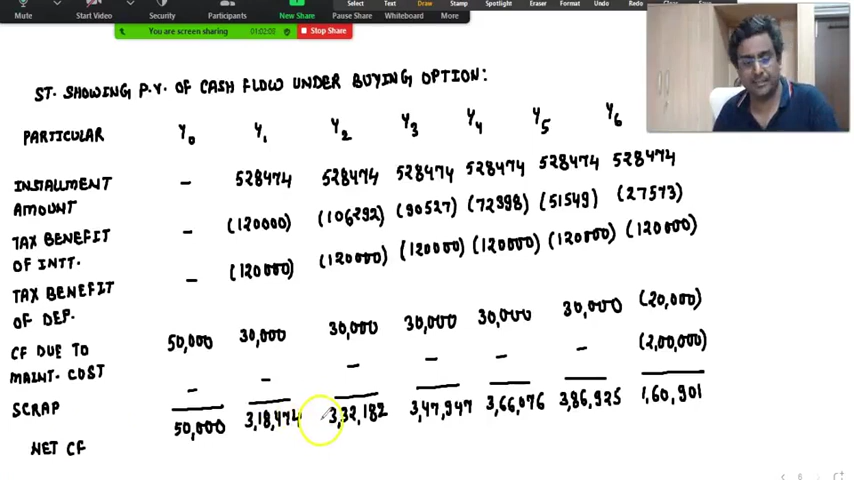 Select Text Draw Stamp Spotlight Eraser Format Undo Redo
Mute Start Video Security Participants New Share Pause Share Whiteboard More
You are screen sharing 1:02:08 Stop Share
ST. SHOWING P.V. OF CASH FLOW UNDER BUYING OPTION:
PARTICULAR Y0 Y1 Y2 Y3 Y4 Y5 Y6
INSTALLMENT AMOUNT - 528474 528474 528474 528474 528474 528474
TAX BENEFIT OF INTT. - (120000) (106292) (90527) (72398) (51549) (27573)
TAX BENEFIT OF DEP. - (120000) (120000) (120000) (120000) (120000) (120000)
CF DUE TO MAINT. COST 50,000 30,000 30,000 30,000 30,000 30,000 (20,000)
SCRAP - - - - - - (2,00,000)
NET CF 50,000 3,18,474 3,32,182 3,47,947 3,66,076 3,86,925 1,60,901
6